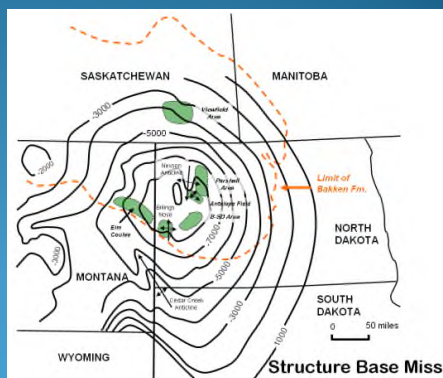 SASKATCHEWAN
MANITOBA
-3000
Viewfield
Area
-5000
-2000
Nesson
Anticline
Parshall
Area
Limit of
Bakken Fm.
Antelope Field
Billings
Nose
B-SD Area
Elm
Coulee
-7000
NORTH
DAKOTA
-3000
MONTANA
-5000
Cedar Creek
Anticline
SOUTH
DAKOTA
-3000
-1000
0 50 miles
WYOMING
Structure Base Miss